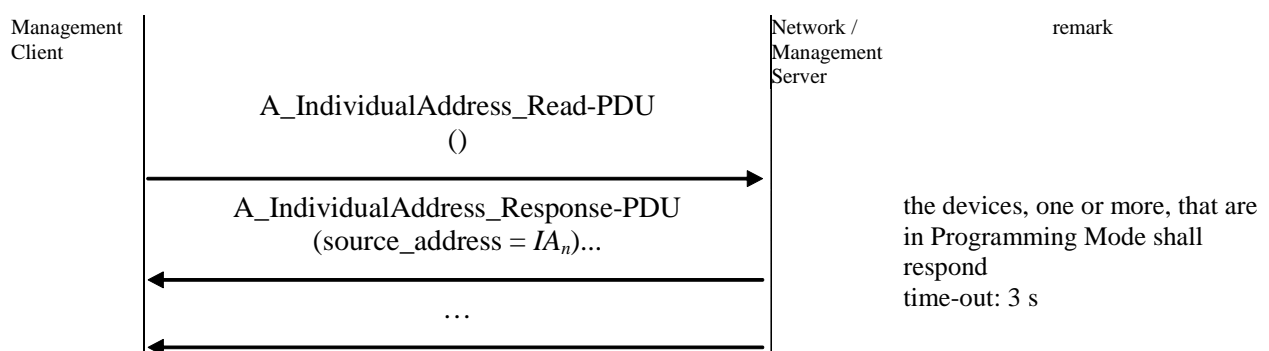 Management
Client
Network /
Management
Server
remark
A_IndividualAddress_Read-PDU
()
A_IndividualAddress_Response-PDU
(source_address = IAn)...
the devices, one or more, that are
in Programming Mode shall
respond
time-out: 3 s
…